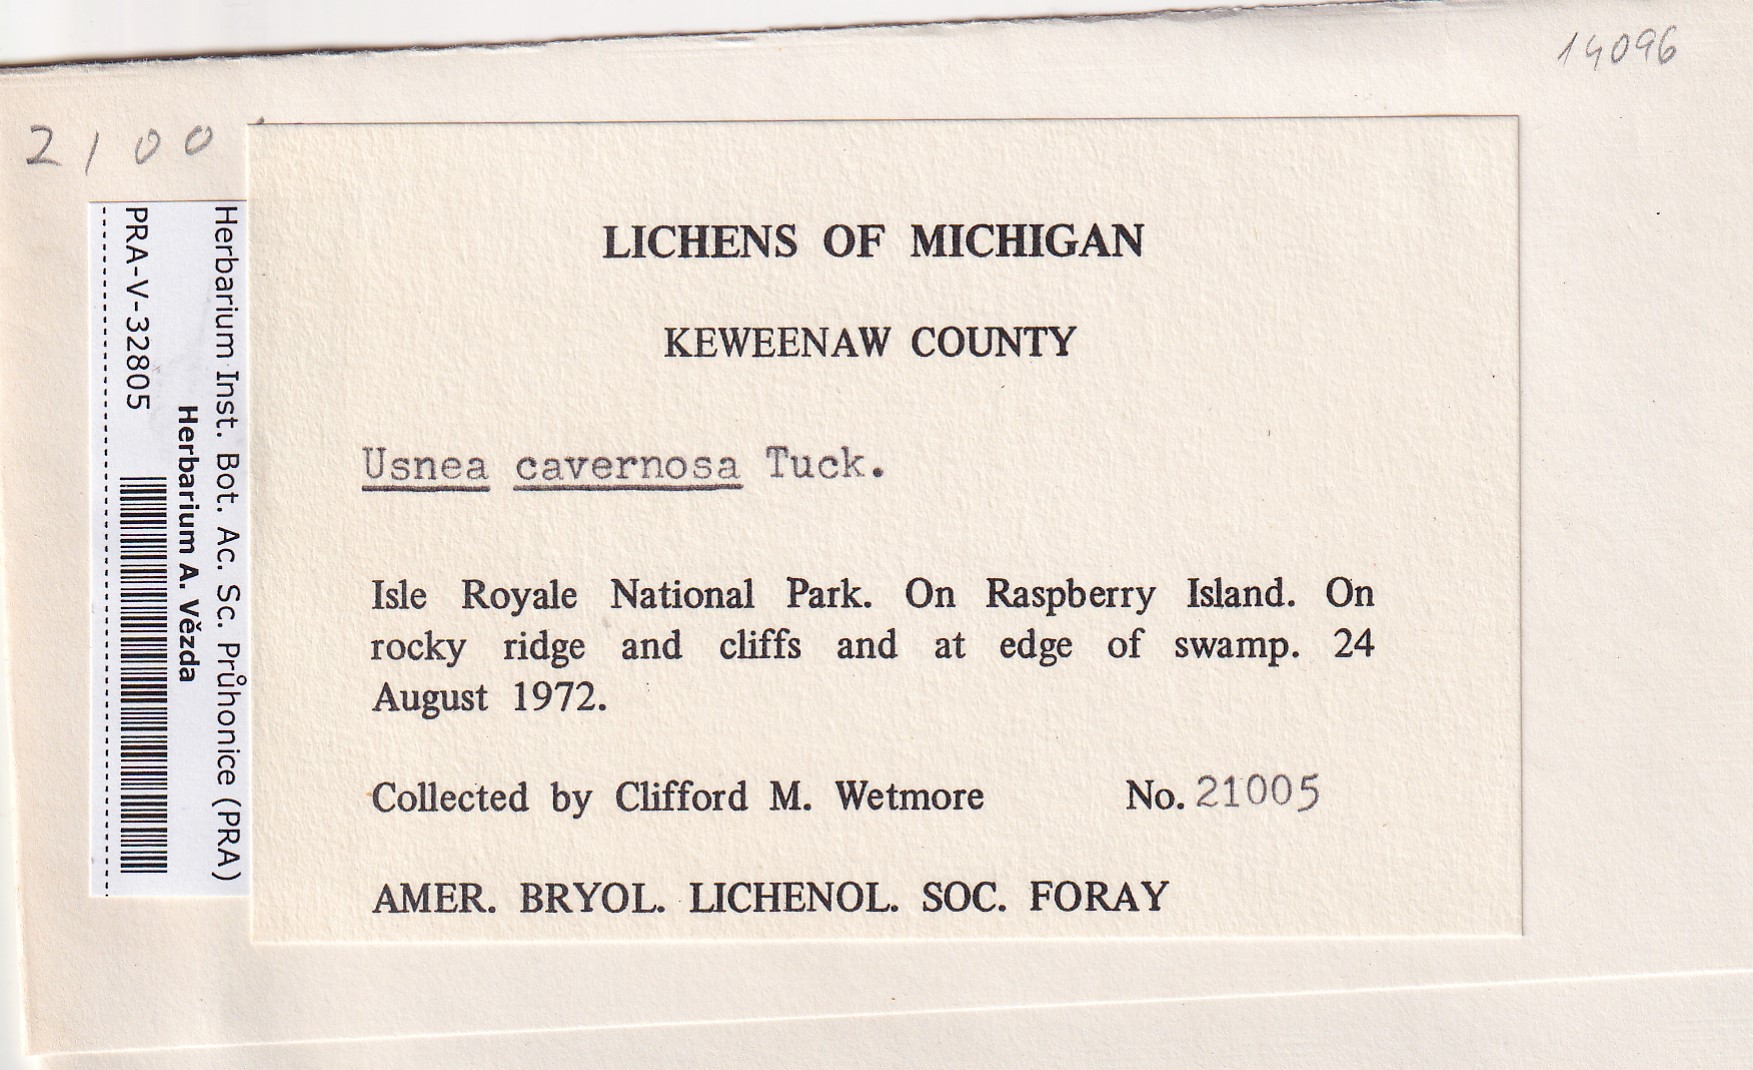 14096
2100
LICHENS OF MICHIGAN
KEWEENAW COUNTY
Usnea cavernosa Tuck.
Isle Royale National Park. On Raspberry Island. On
rocky ridge and cliffs and at edge of swamp. 24
August 1972.
Collected by Clifford M. Wetmore No. 21005
AMER. BRYOL. LICHENOL. SOC. FORAY
Herbarium Inst. Bot. Ac. Sc. Průhonice (PRA)
Herbarium A. Vězda
PRA-V-32805